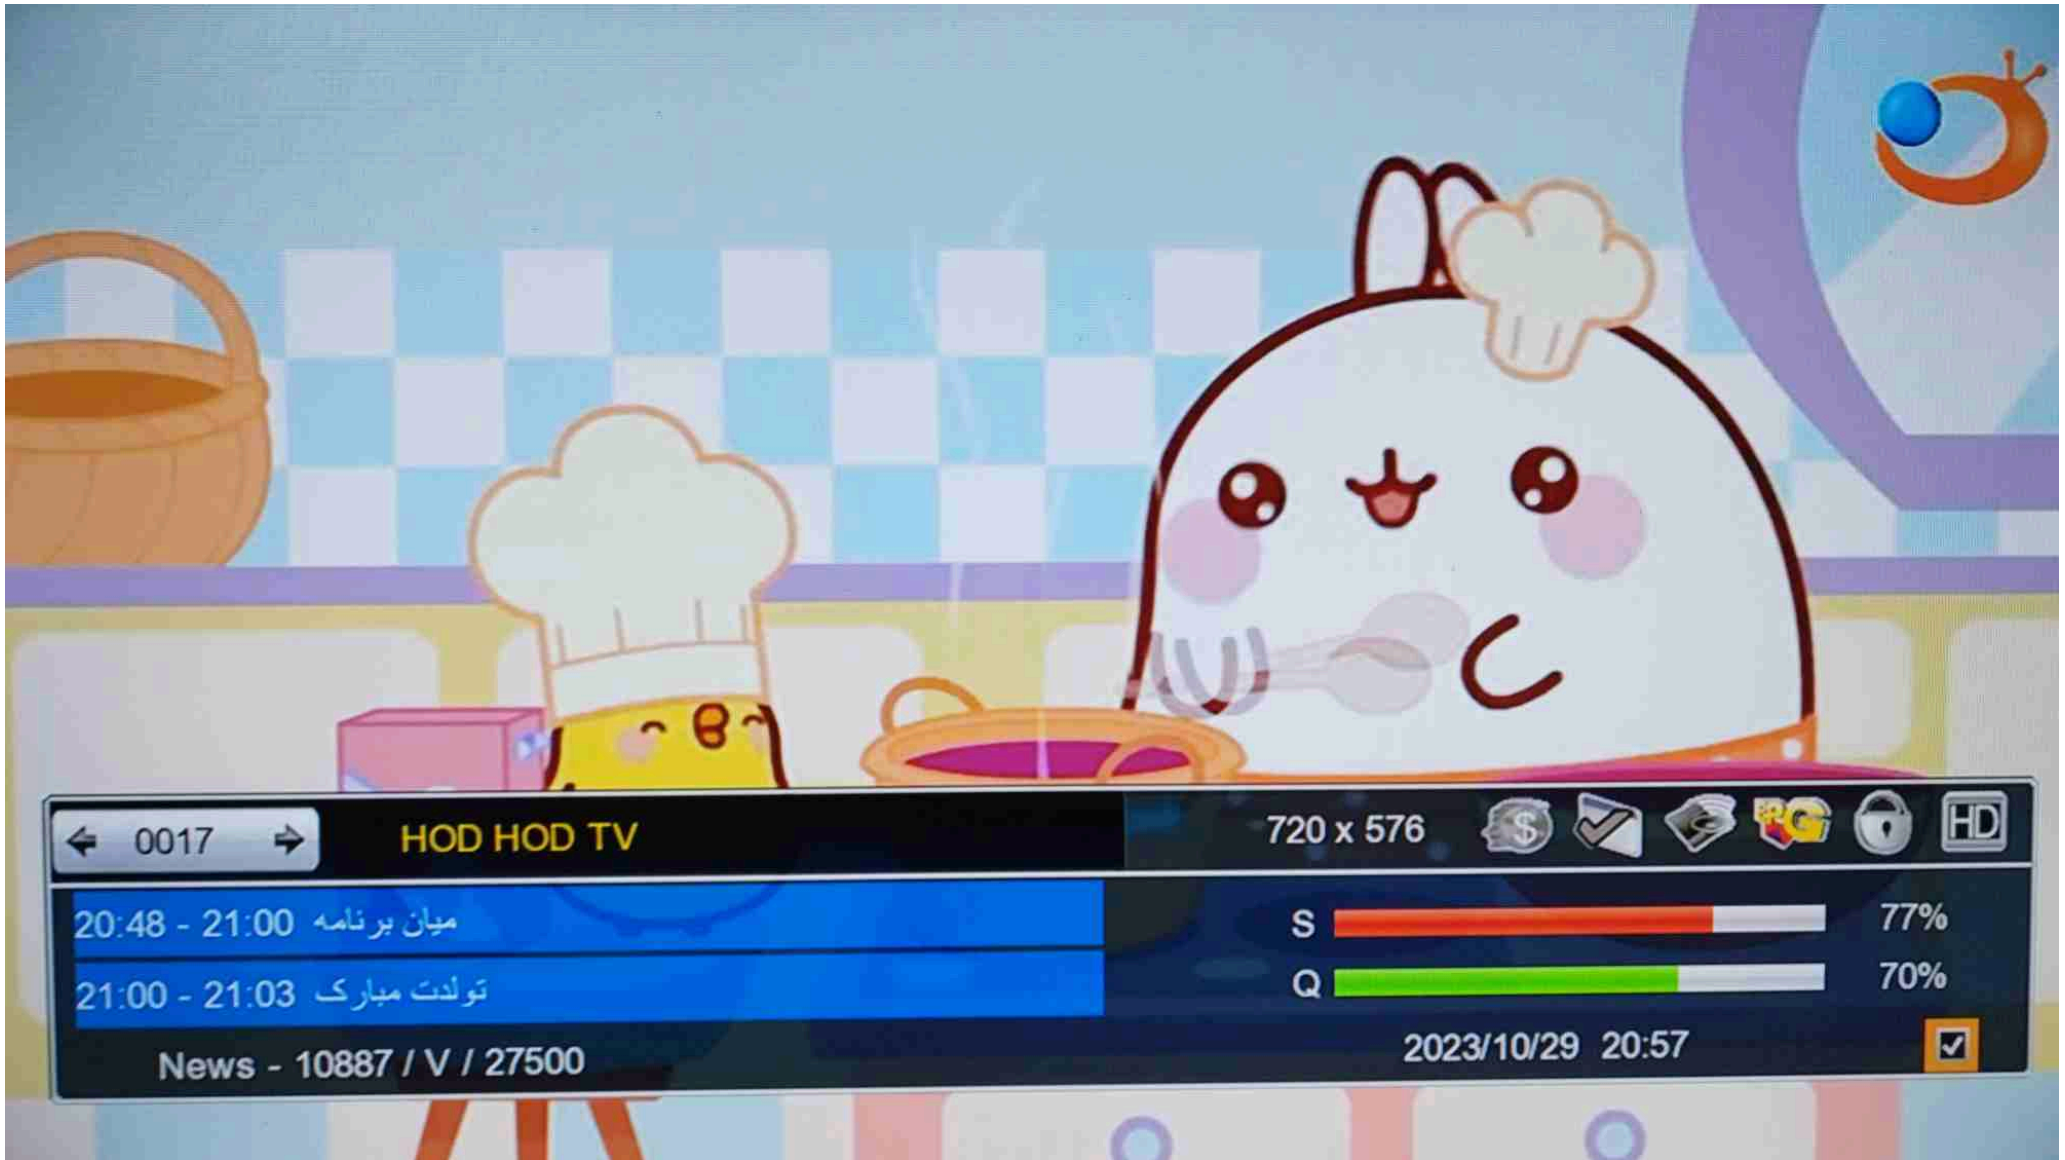 0017 HOD HOD TV 720 x 576 $ EPG HD
20:48 - 21:00 میان برنامه
S 77%
21:00 - 21:03 تولدت مبارک
Q 70%
News - 10887 / V / 27500
2023/10/29 20:57